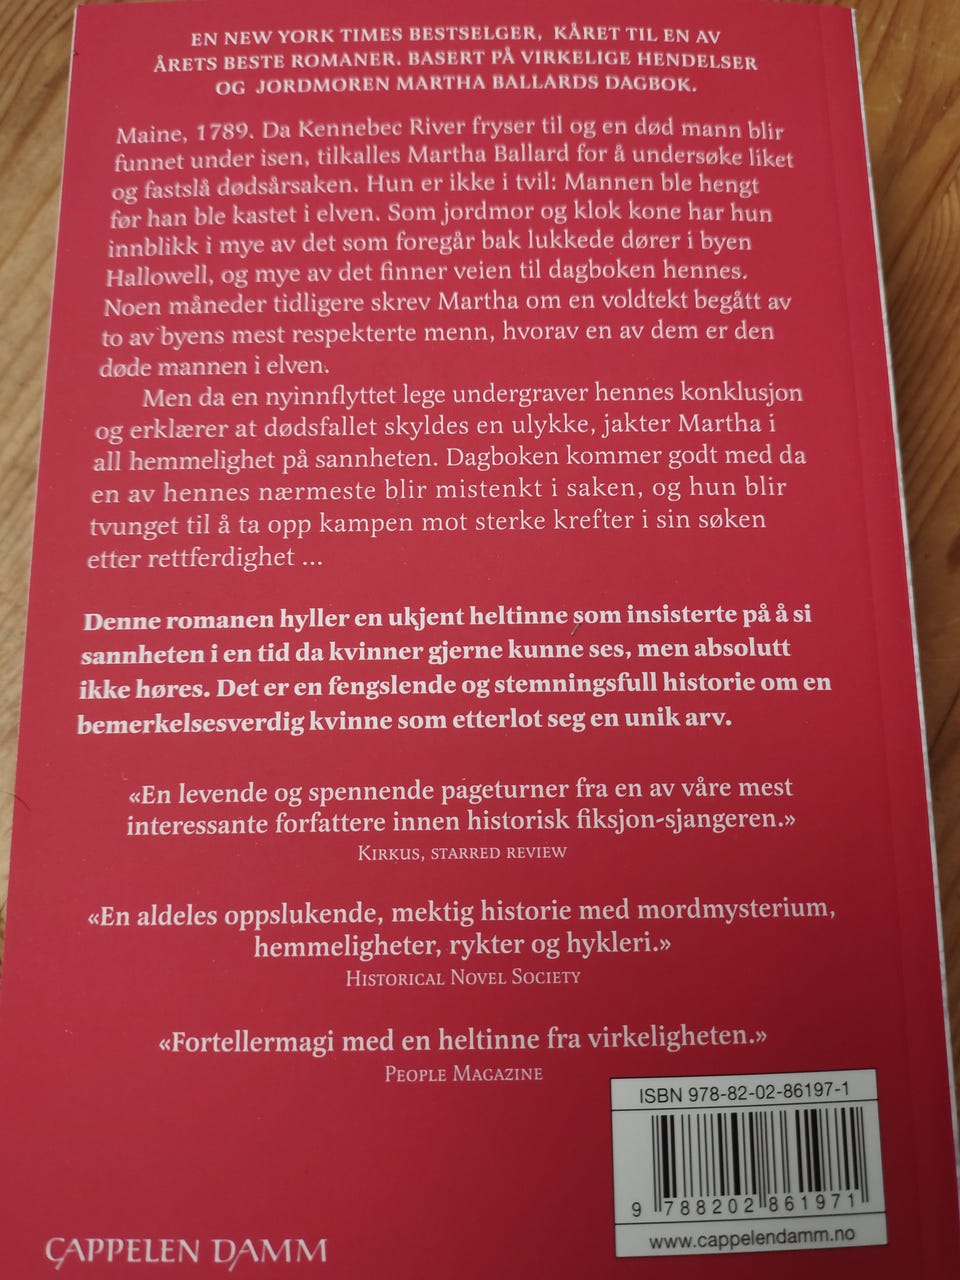 EN NEW YORK TIMES BESTSELGER, KÅRET TIL EN AV
ÅRETS BESTE ROMANER. BASERT PÅ VIRKELIGE HENDELSER
OG JORDMOREN MARTHA BALLARDS DAGBOK.
Maine, 1789. Da Kennebec River fryser til og en død mann blir
funnet under isen, tilkalles Martha Ballard for å undersøke liket
og fastslå dødsårsaken. Hun er ikke i tvil: Mannen ble hengt
før han ble kastet i elven. Som jordmor og klok kone har hun
innblikk i mye av det som foregår bak lukkede dører i byen
Hallowell, og mye av det finner veien til dagboken hennes.
Noen måneder tidligere skrev Martha om en voldtekt begått av
to av byens mest respekterte menn, hvorav en av dem er den
døde mannen i elven.
Men da en nyinnflyttet lege undergraver hennes konklusjon
og erklærer at dødsfallet skyldes en ulykke, jakter Martha i
all hemmelighet på sannheten. Dagboken kommer godt med da
en av hennes nærmeste blir mistenkt i saken, og hun blir
tvunget til å ta opp kampen mot sterke krefter i sin søken
etter rettferdighet ...
Denne romanen hyller en ukjent heltinne som insisterte på å si
sannheten i en tid da kvinner gjerne kunne ses, men absolutt
ikke høres. Det er en fengslende og stemningsfull historie om en
bemerkelsesverdig kvinne som etterlot seg en unik arv.
«En levende og spennende pageturner fra en av våre mest
interessante forfattere innen historisk fiksjon-sjangeren.»
KIRKUS, STARRED REVIEW
«En aldeles oppslukende, mektig historie med mordmysterium,
hemmeligheter, rykter og hykleri.»
HISTORICAL NOVEL SOCIETY
«Fortellermagi med en heltinne fra virkeligheten.»
PEOPLE MAGAZINE
ISBN 978-82-02-86197-1
9 788202 861971
www.cappelendamm.no
CAPPELEN DAMM